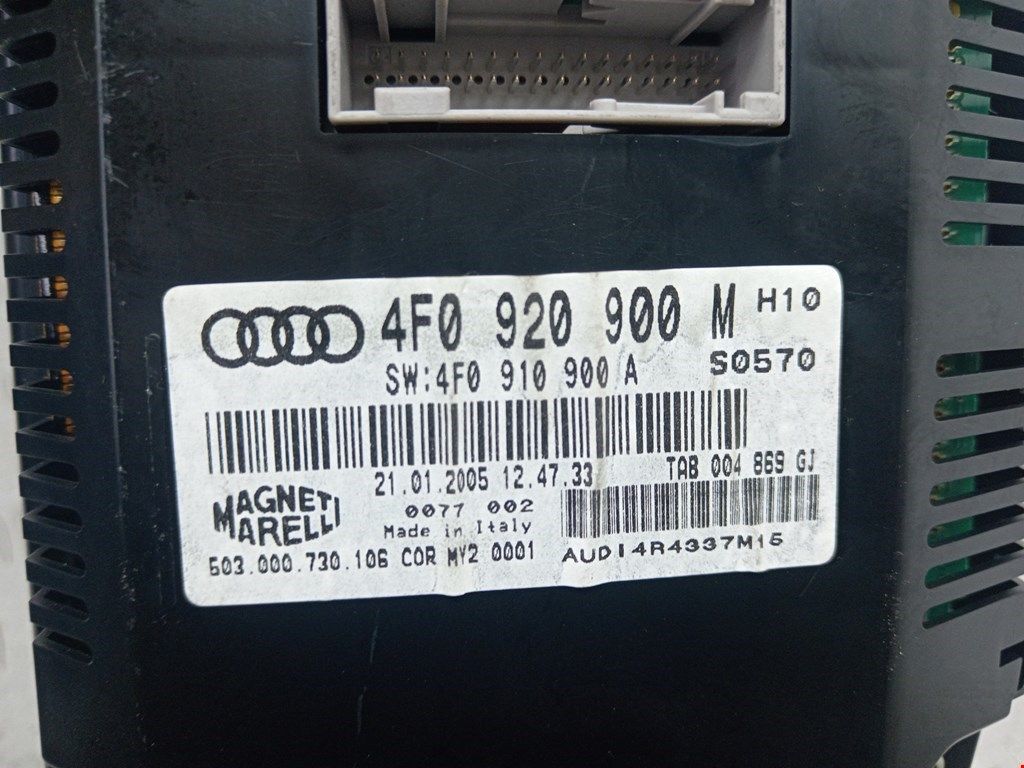 4F0 920 900 M H10
SW:4F0 910 900 A S0570
21.01.2005 12.47.33 TAB 004 869 GJ
0077 002
MAGNETI MARELLI
Made in Italy
503.000.730.106 COR MY2 0001
AUDI4R4337M15